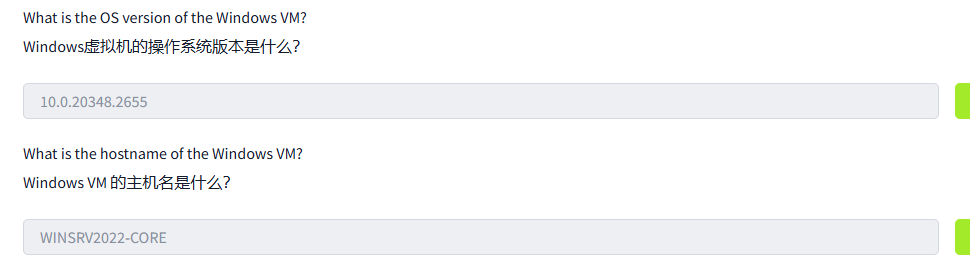 What is the OS version of the Windows VM?
Windows虚拟机的操作系统版本是什么?
10.0.20348.2655
What is the hostname of the Windows VM?
Windows VM 的主机名是什么?
WINSRV2022-CORE